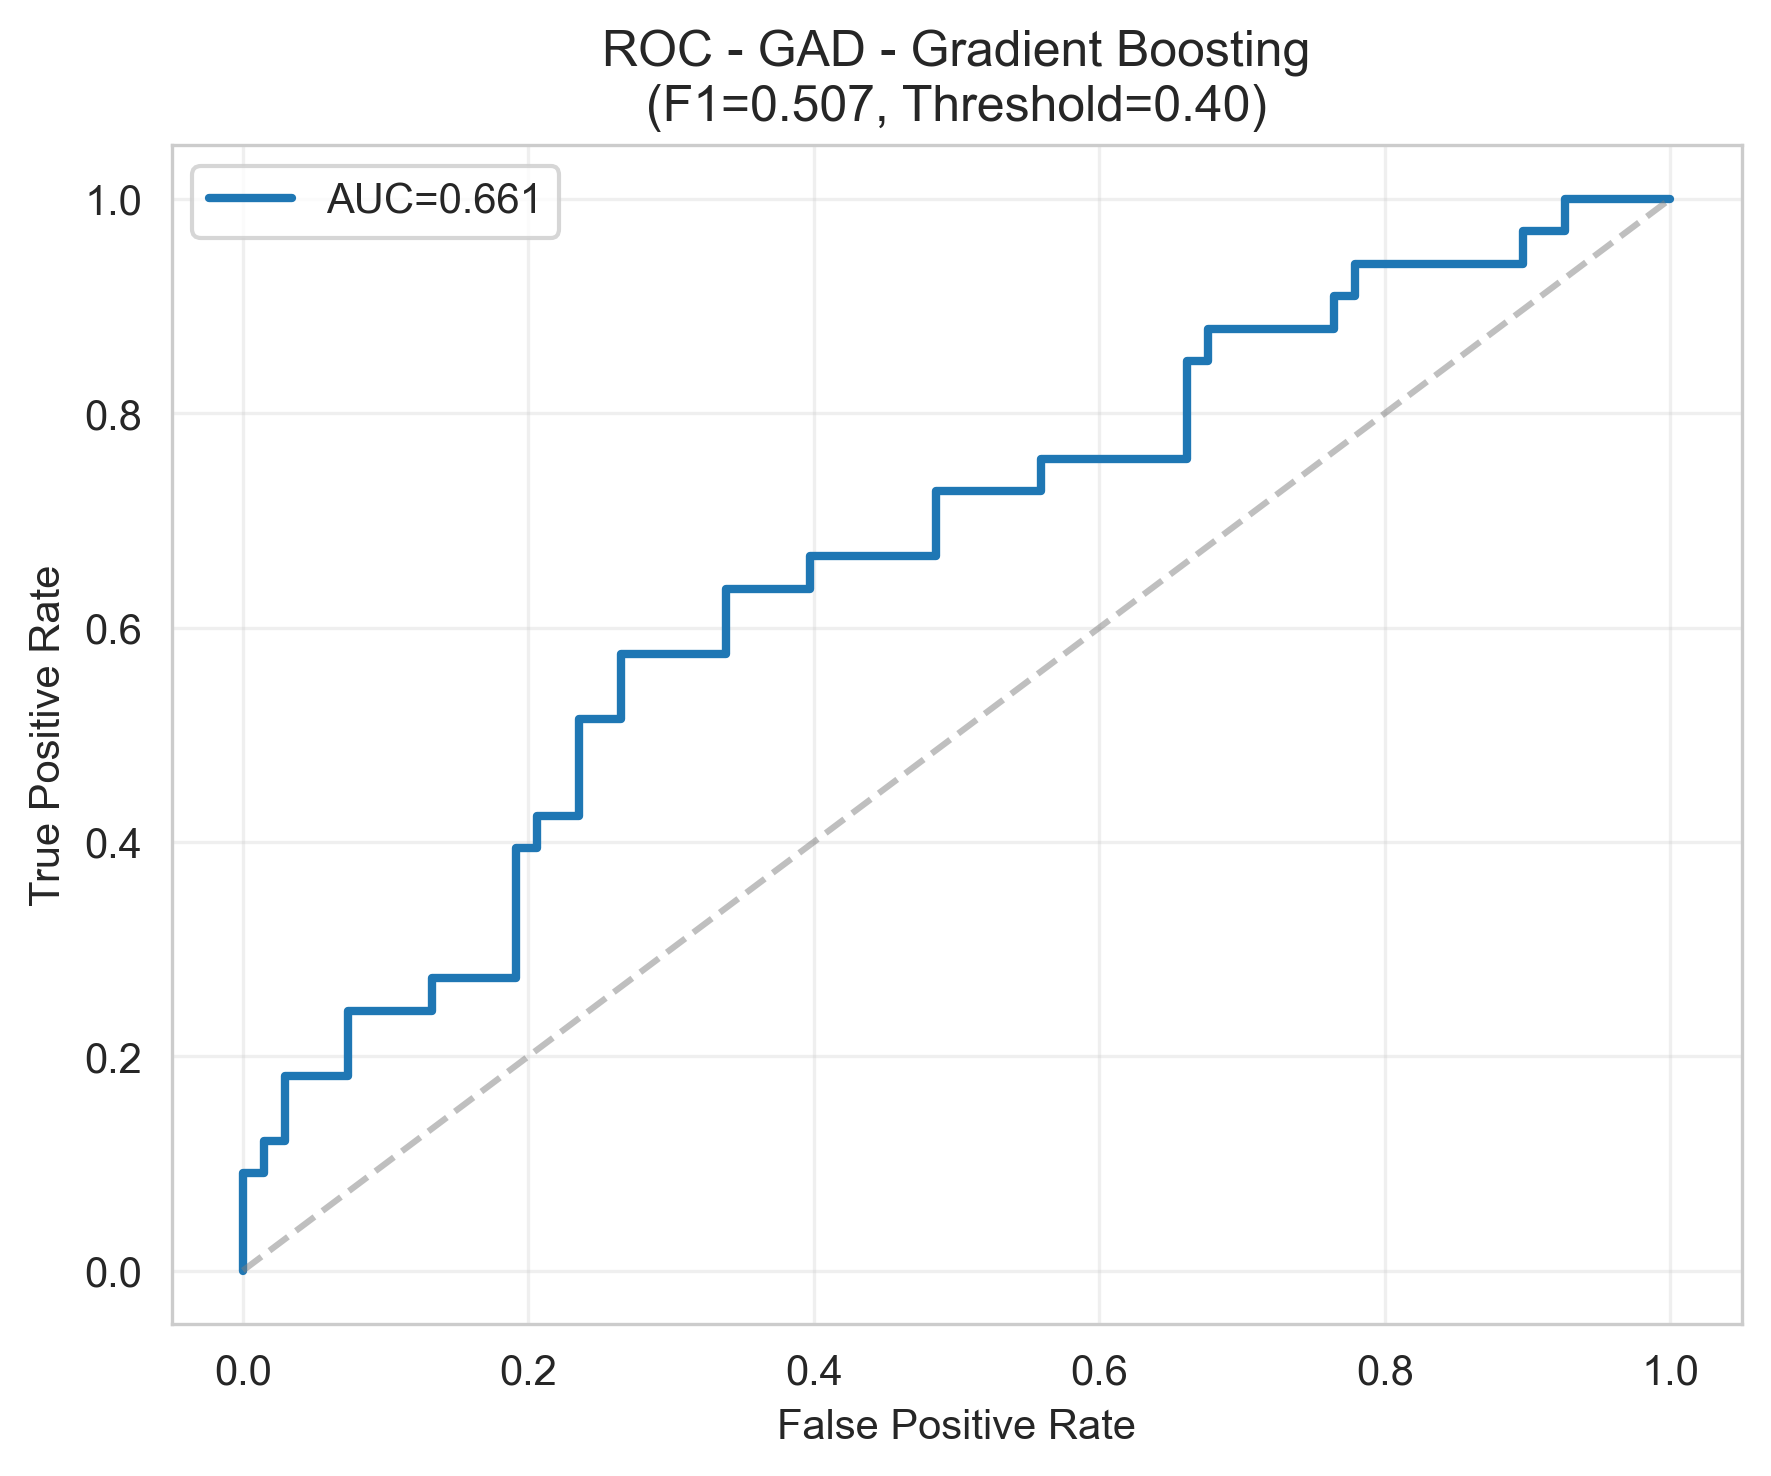 ROC - GAD - Gradient Boosting
(F1=0.507, Threshold=0.40)
AUC=0.661
1.0
0.8
0.6
0.4
0.2
0.0
True Positive Rate
0.0 0.2 0.4 0.6 0.8 1.0
False Positive Rate